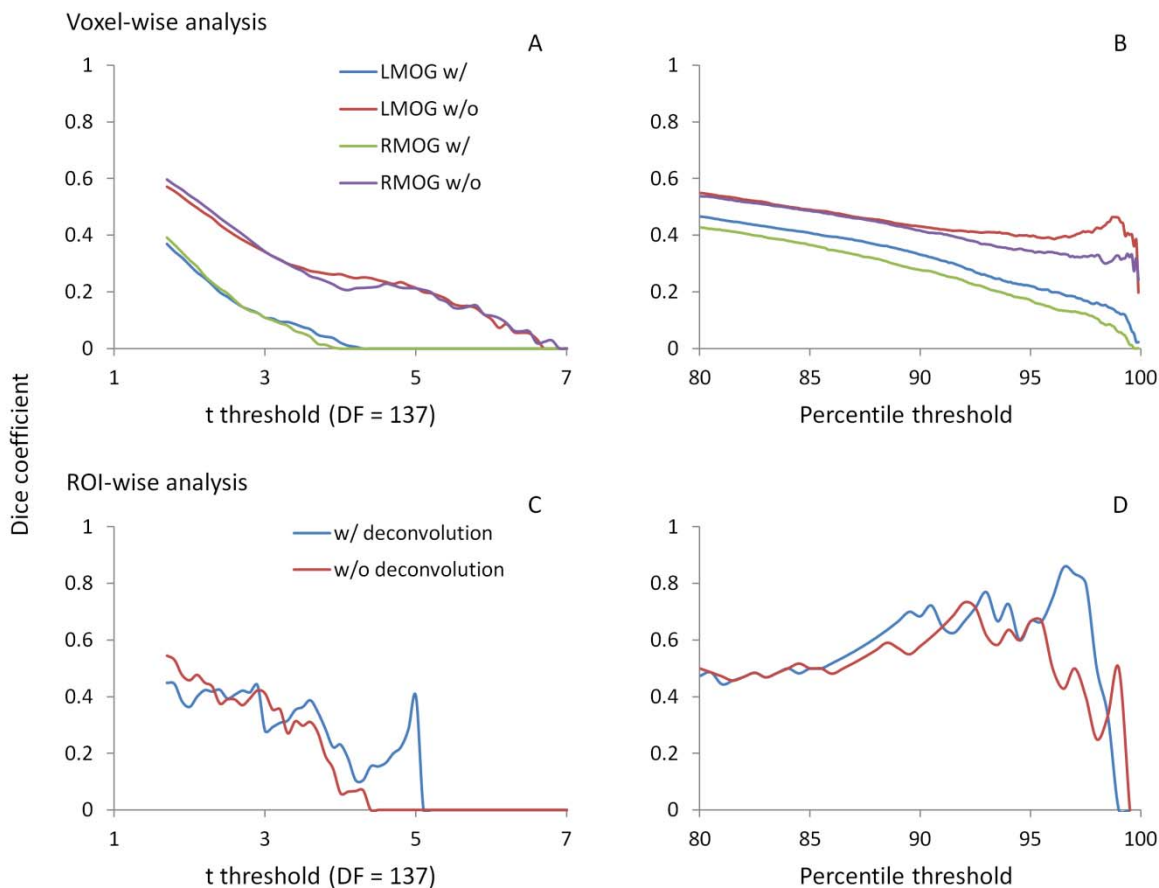 Voxel-wise analysis
A
1
0.8
0.6
0.4
0.2
0
1 3 5 7
t threshold (DF = 137)
LMOG w/
LMOG w/o
RMOG w/
RMOG w/o
B
1
0.8
0.6
0.4
0.2
0
80 85 90 95 100
Percentile threshold
Dice coefficient
ROI-wise analysis
C
1
0.8
0.6
0.4
0.2
0
1 3 5 7
t threshold (DF = 137)
w/ deconvolution
w/o deconvolution
D
1
0.8
0.6
0.4
0.2
0
80 85 90 95 100
Percentile threshold